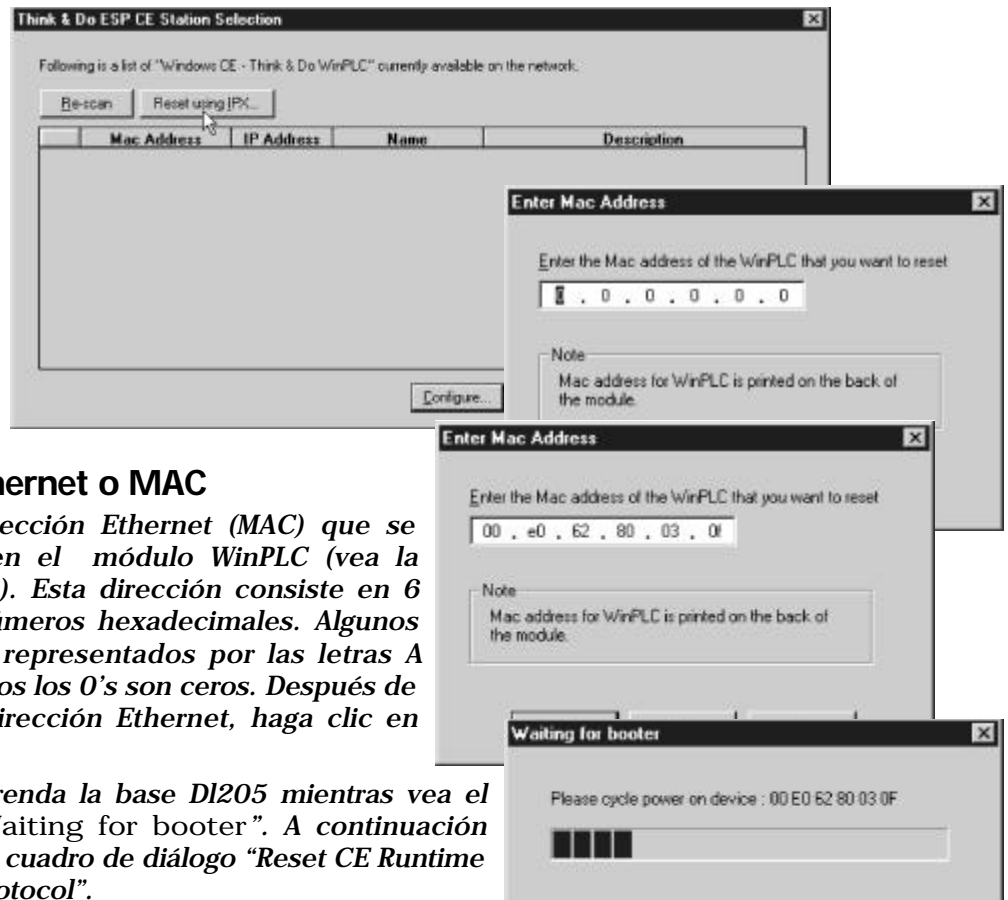 Think & Do ESP CE Station Selection
Following is a list of "Windows CE - Think & Do WinPLC" currently available on the network.
Re-scan
Reset using IPX...
Mac Address
IP Address
Name
Description
Configure...
Enter Mac Address
Enter the Mac address of the WinPLC that you want to reset
0 . 0 . 0 . 0 . 0 . 0
Note
Mac address for WinPLC is printed on the back of
the module.
Enter Mac Address
Enter the Mac address of the WinPLC that you want to reset
00 . e0 . 62 . 80 . 03 . 0f
Note
Mac address for WinPLC is printed on the back of
the module.
hernet o MAC
rección Ethernet (MAC) que se
en el módulo WinPLC (vea la
). Esta dirección consiste en 6
úmeros hexadecimales. Algunos
representados por las letras A
os los 0's son ceros. Después de
irección Ethernet, haga clic en
renda la base Dl205 mientras vea el
aiting for booter". A continuación
cuadro de diálogo "Reset CE Runtime
otocol".
Waiting for booter
Please cycle power on device : 00 E0 62 80 03 0F